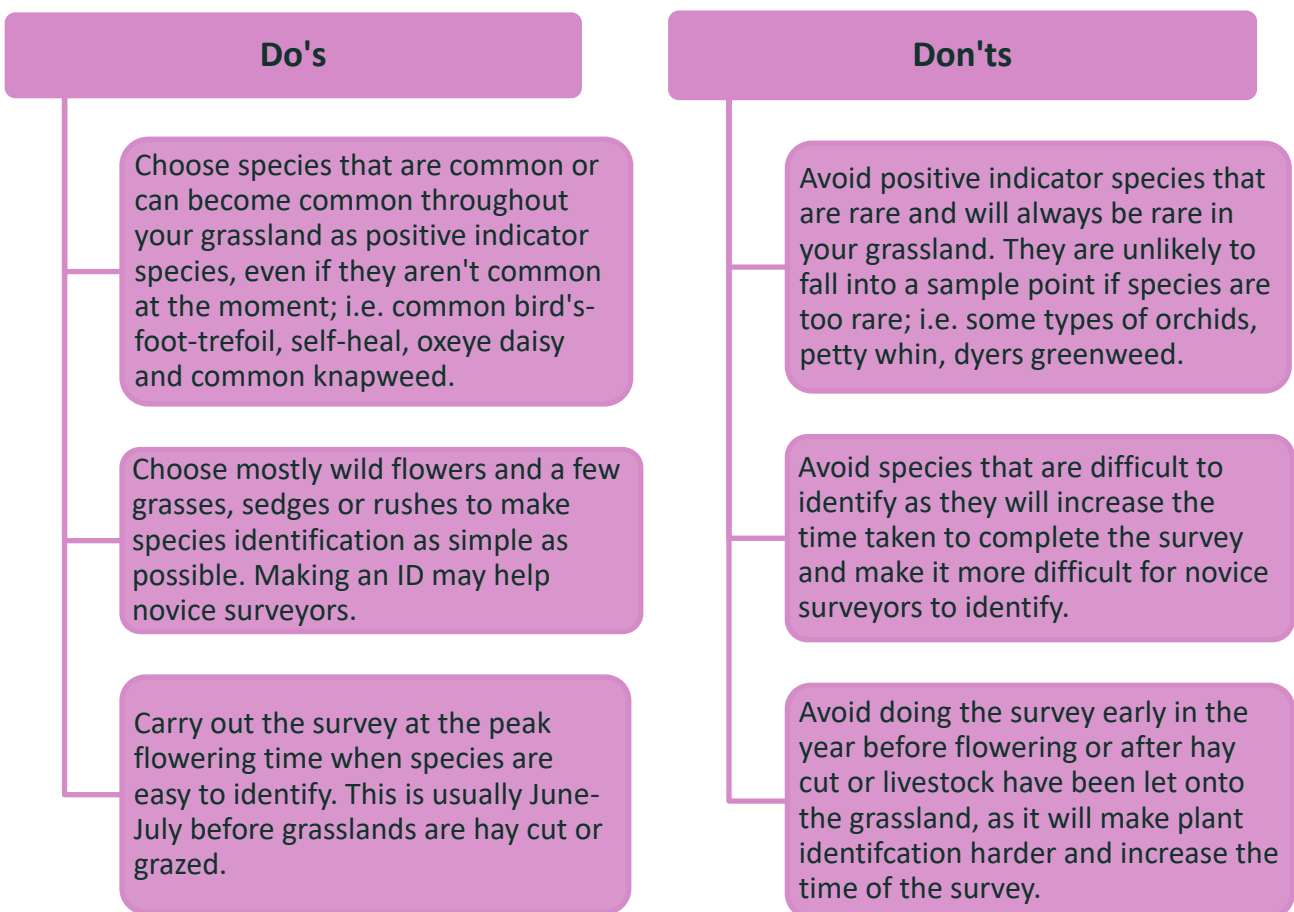 Do's
Choose species that are common or
can become common throughout
your grassland as positive indicator
species, even if they aren't common
at the moment; i.e. common bird's-
foot-trefoil, self-heal, oxeye daisy
and common knapweed.
Choose mostly wild flowers and a few
grasses, sedges or rushes to make
species identification as simple as
possible. Making an ID may help
novice surveyors.
Carry out the survey at the peak
flowering time when species are
easy to identify. This is usually June-
July before grasslands are hay cut or
grazed.
Don'ts
Avoid positive indicator species that
are rare and will always be rare in
your grassland. They are unlikely to
fall into a sample point if species are
too rare; i.e. some types of orchids,
petty whin, dyers greenweed.
Avoid species that are difficult to
identify as they will increase the
time taken to complete the survey
and make it more difficult for novice
surveyors to identify.
Avoid doing the survey early in the
year before flowering or after hay
cut or livestock have been let onto
the grassland, as it will make plant
identifcation harder and increase the
time of the survey.